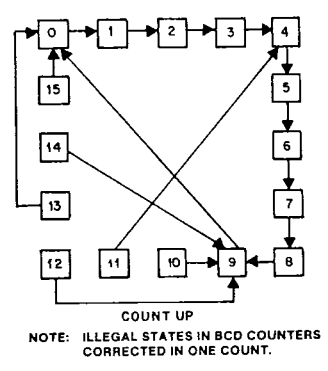 0 1 2 3 4
15 5
14 6
13 7
12 11 10 9 8
COUNT UP
NOTE: ILLEGAL STATES IN BCD COUNTERS
CORRECTED IN ONE COUNT.